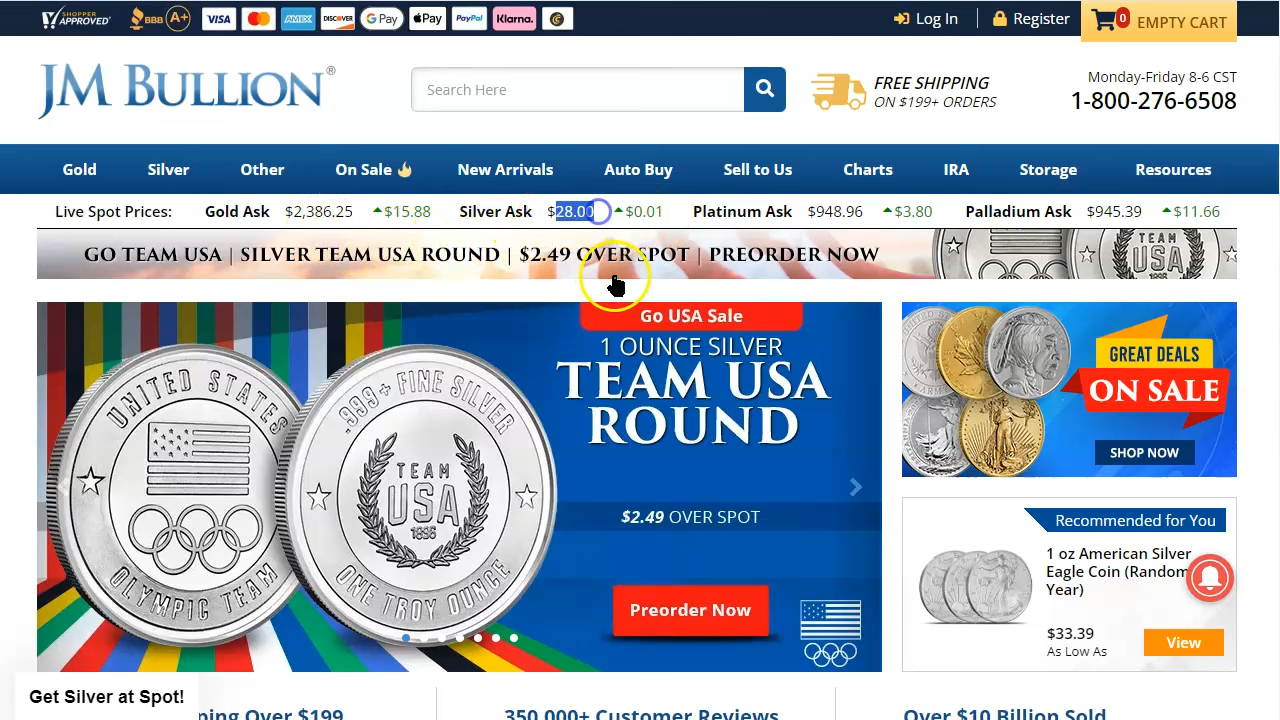 SHOPPER APPROVED
BBB A+ VISA AMEX DISCOVER G Pay Pay PayPal Klarna.
Log In Register 0 EMPTY CART
JM BULLION®
Search Here
FREE SHIPPING
ON $199+ ORDERS
Monday-Friday 8-6 CST
1-800-276-6508
Gold Silver Other On Sale New Arrivals Auto Buy Sell to Us Charts IRA Storage Resources
Live Spot Prices: Gold Ask $2,386.25 $15.88 Silver Ask $28.00 $0.01 Platinum Ask $948.96 $3.80 Palladium Ask $945.39 $11.66
GO TEAM USA | SILVER TEAM USA ROUND | $2.49 OVER SPOT | PREORDER NOW
TEAM
USA
Go USA Sale
1 OUNCE SILVER
TEAM USA
ROUND
$2.49 OVER SPOT
Preorder Now
UNITED STATES
OLYMPIC TEAM
.999+ FINE SILVER
TEAM
USA
1896
ONE TROY OUNCE
GREAT DEALS
ON SALE
SHOP NOW
Recommended for You
1 oz American Silver
Eagle Coin (Random
Year)
$33.39
As Low As
View
Get Silver at Spot!
ping Over $199
350,000+ Customer Reviews
Over $10 Billion Sold